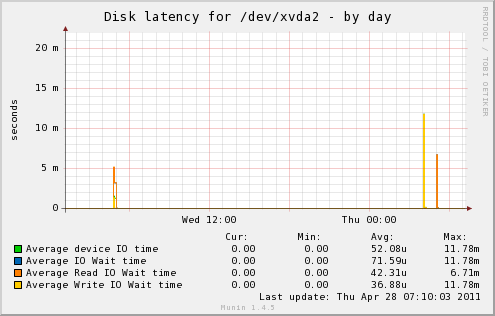 Disk latency for /dev/xvda2 - by day
RRDTOOL / TOBI OETIKER
seconds
20 m
15 m
10 m
5 m
0
Wed 12:00 Thu 00:00
Cur: Min: Avg: Max:
Average device IO time 0.00 0.00 52.08u 11.78m
Average IO Wait time 0.00 0.00 71.59u 11.78m
Average Read IO Wait time 0.00 0.00 42.31u 6.71m
Average Write IO Wait time 0.00 0.00 36.88u 11.78m
Last update: Thu Apr 28 07:10:03 2011
Munin 1.4.5